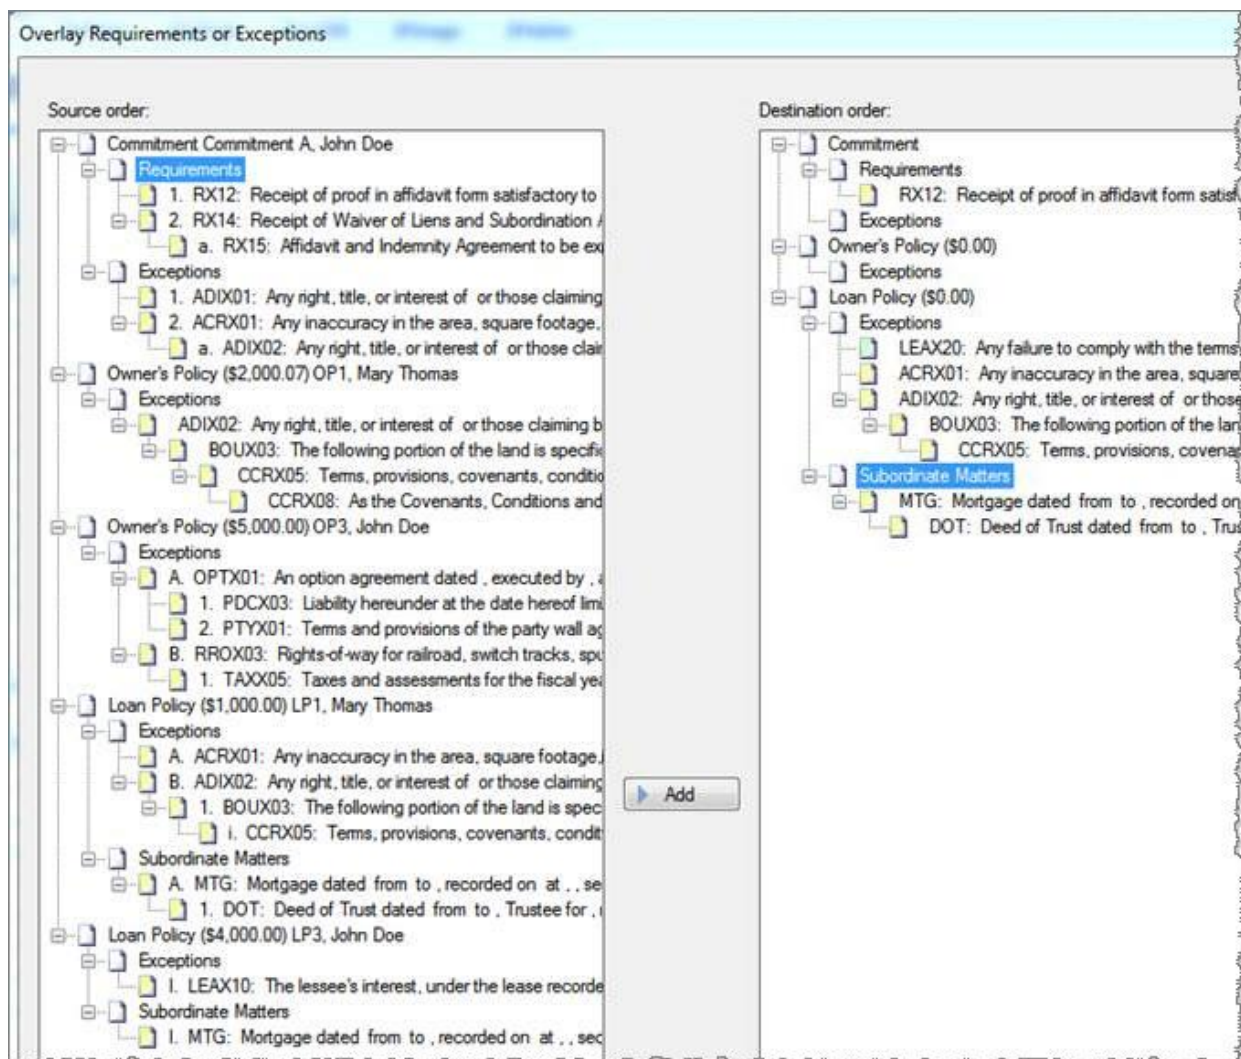 Overlay Requirements or Exceptions
Source order:
Commitment Commitment A, John Doe
Requirements
1. RX12: Receipt of proof in affidavit form satisfactory to
2. RX14: Receipt of Waiver of Liens and Subordination
a. RX15: Affidavit and Indemnity Agreement to be
Exceptions
1. ADIX01: Any right, title, or interest of or those claiming
2. ACRX01: Any inaccuracy in the area, square footage,
a. ADIX02: Any right, title, or interest of or those
Owner's Policy ($2,000.07) OP1, Mary Thomas
Exceptions
ADIX02: Any right, title, or interest of or those claiming b
BOUX03: The following portion of the land is specifi
CCRX05: Terms, provisions, covenants, conditio
CCRX08: As the Covenants, Conditions and
Owner's Policy ($5,000.00) OP3, John Doe
Exceptions
A. OPTX01: An option agreement dated , executed by ,
1. PDCX03: Liability hereunder at the date hereof limi
2. PTYX01: Terms and provisions of the party wall ag
B. RROX03: Rights-of-way for railroad, switch tracks, spu
1. TAXX05: Taxes and assessments for the fiscal yea
Loan Policy ($1,000.00) LP1, Mary Thomas
Exceptions
A. ACRX01: Any inaccuracy in the area, square footage,
B. ADIX02: Any right, title, or interest of or those claiming
1. BOUX03: The following portion of the land is spec
i. CCRX05: Terms, provisions, covenants, condit
Subordinate Matters
A. MTG: Mortgage dated from to , recorded on at , , se
1. DOT: Deed of Trust dated from to , Trustee for ,
Loan Policy ($4,000.00) LP3, John Doe
Exceptions
I. LEAX10: The lessee's interest, under the lease recorde
Subordinate Matters
I. MTG: Mortgage dated from to , recorded on at , , sec
Add
Destination order:
Commitment
Requirements
RX12: Receipt of proof in affidavit form satisf
Exceptions
Owner's Policy ($0.00)
Exceptions
Loan Policy ($0.00)
Exceptions
LEAX20: Any failure to comply with the terms
ACRX01: Any inaccuracy in the area, square
ADIX02: Any right, title, or interest of or those
BOUX03: The following portion of the lan
CCRX05: Terms, provisions, covena
Subordinate Matters
MTG: Mortgage dated from to , recorded on
DOT: Deed of Trust dated from to , Trus